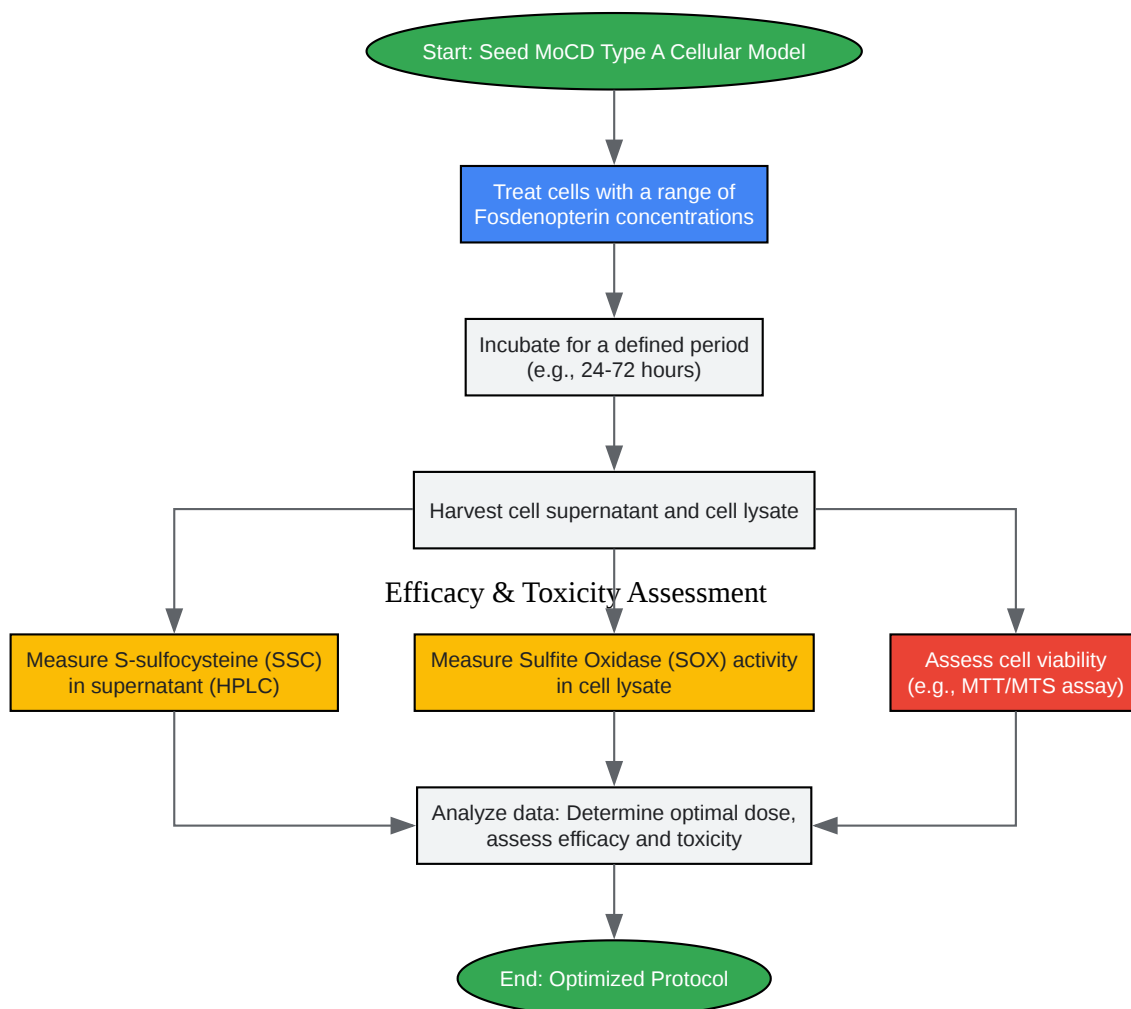 Start: Seed MoCD Type A Cellular Model
Treat cells with a range of
Fosdenopterin concentrations
Incubate for a defined period
(e.g., 24-72 hours)
Harvest cell supernatant and cell lysate
Efficacy & Toxicity Assessment
Measure S-sulfocysteine (SSC)
in supernatant (HPLC)
Measure Sulfite Oxidase (SOX) activity
in cell lysate
Assess cell viability
(e.g., MTT/MTS assay)
Analyze data: Determine optimal dose,
assess efficacy and toxicity
End: Optimized Protocol